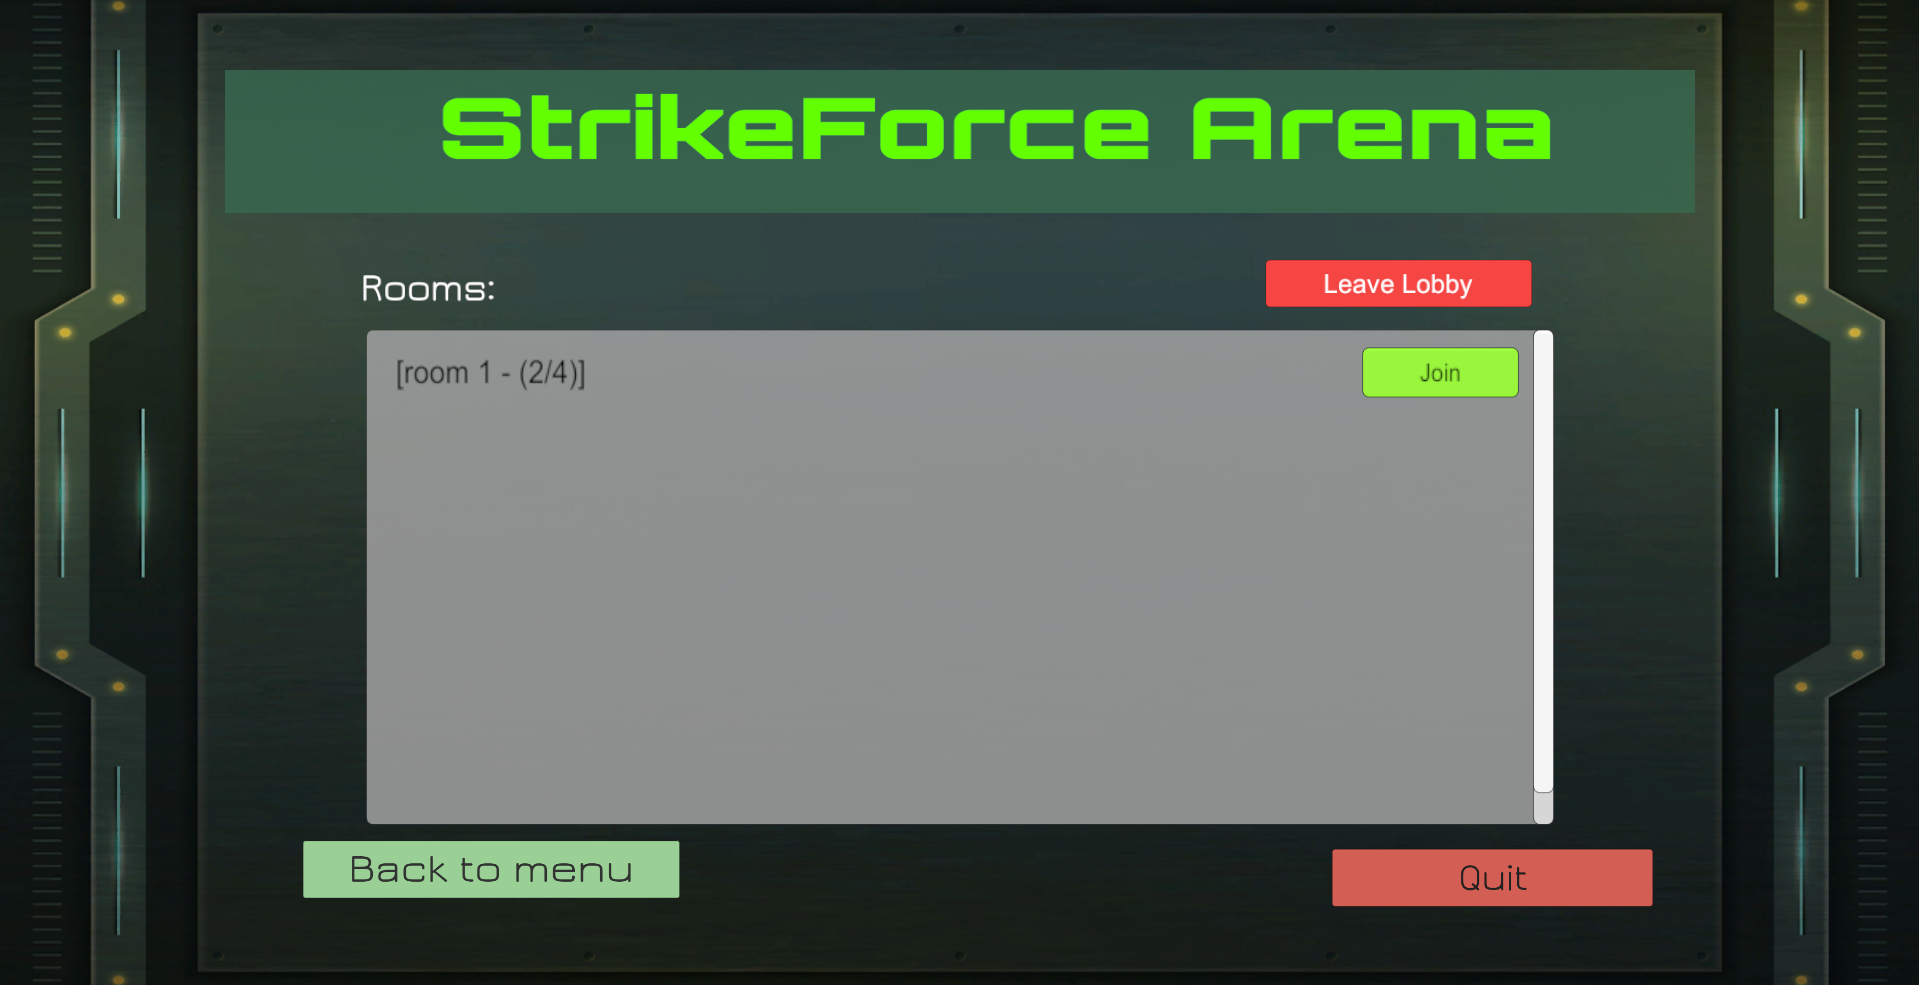 StrikeForce Arena
Rooms:
Leave Lobby
[room 1 - (2/4)]
Join
Back to menu
Quit